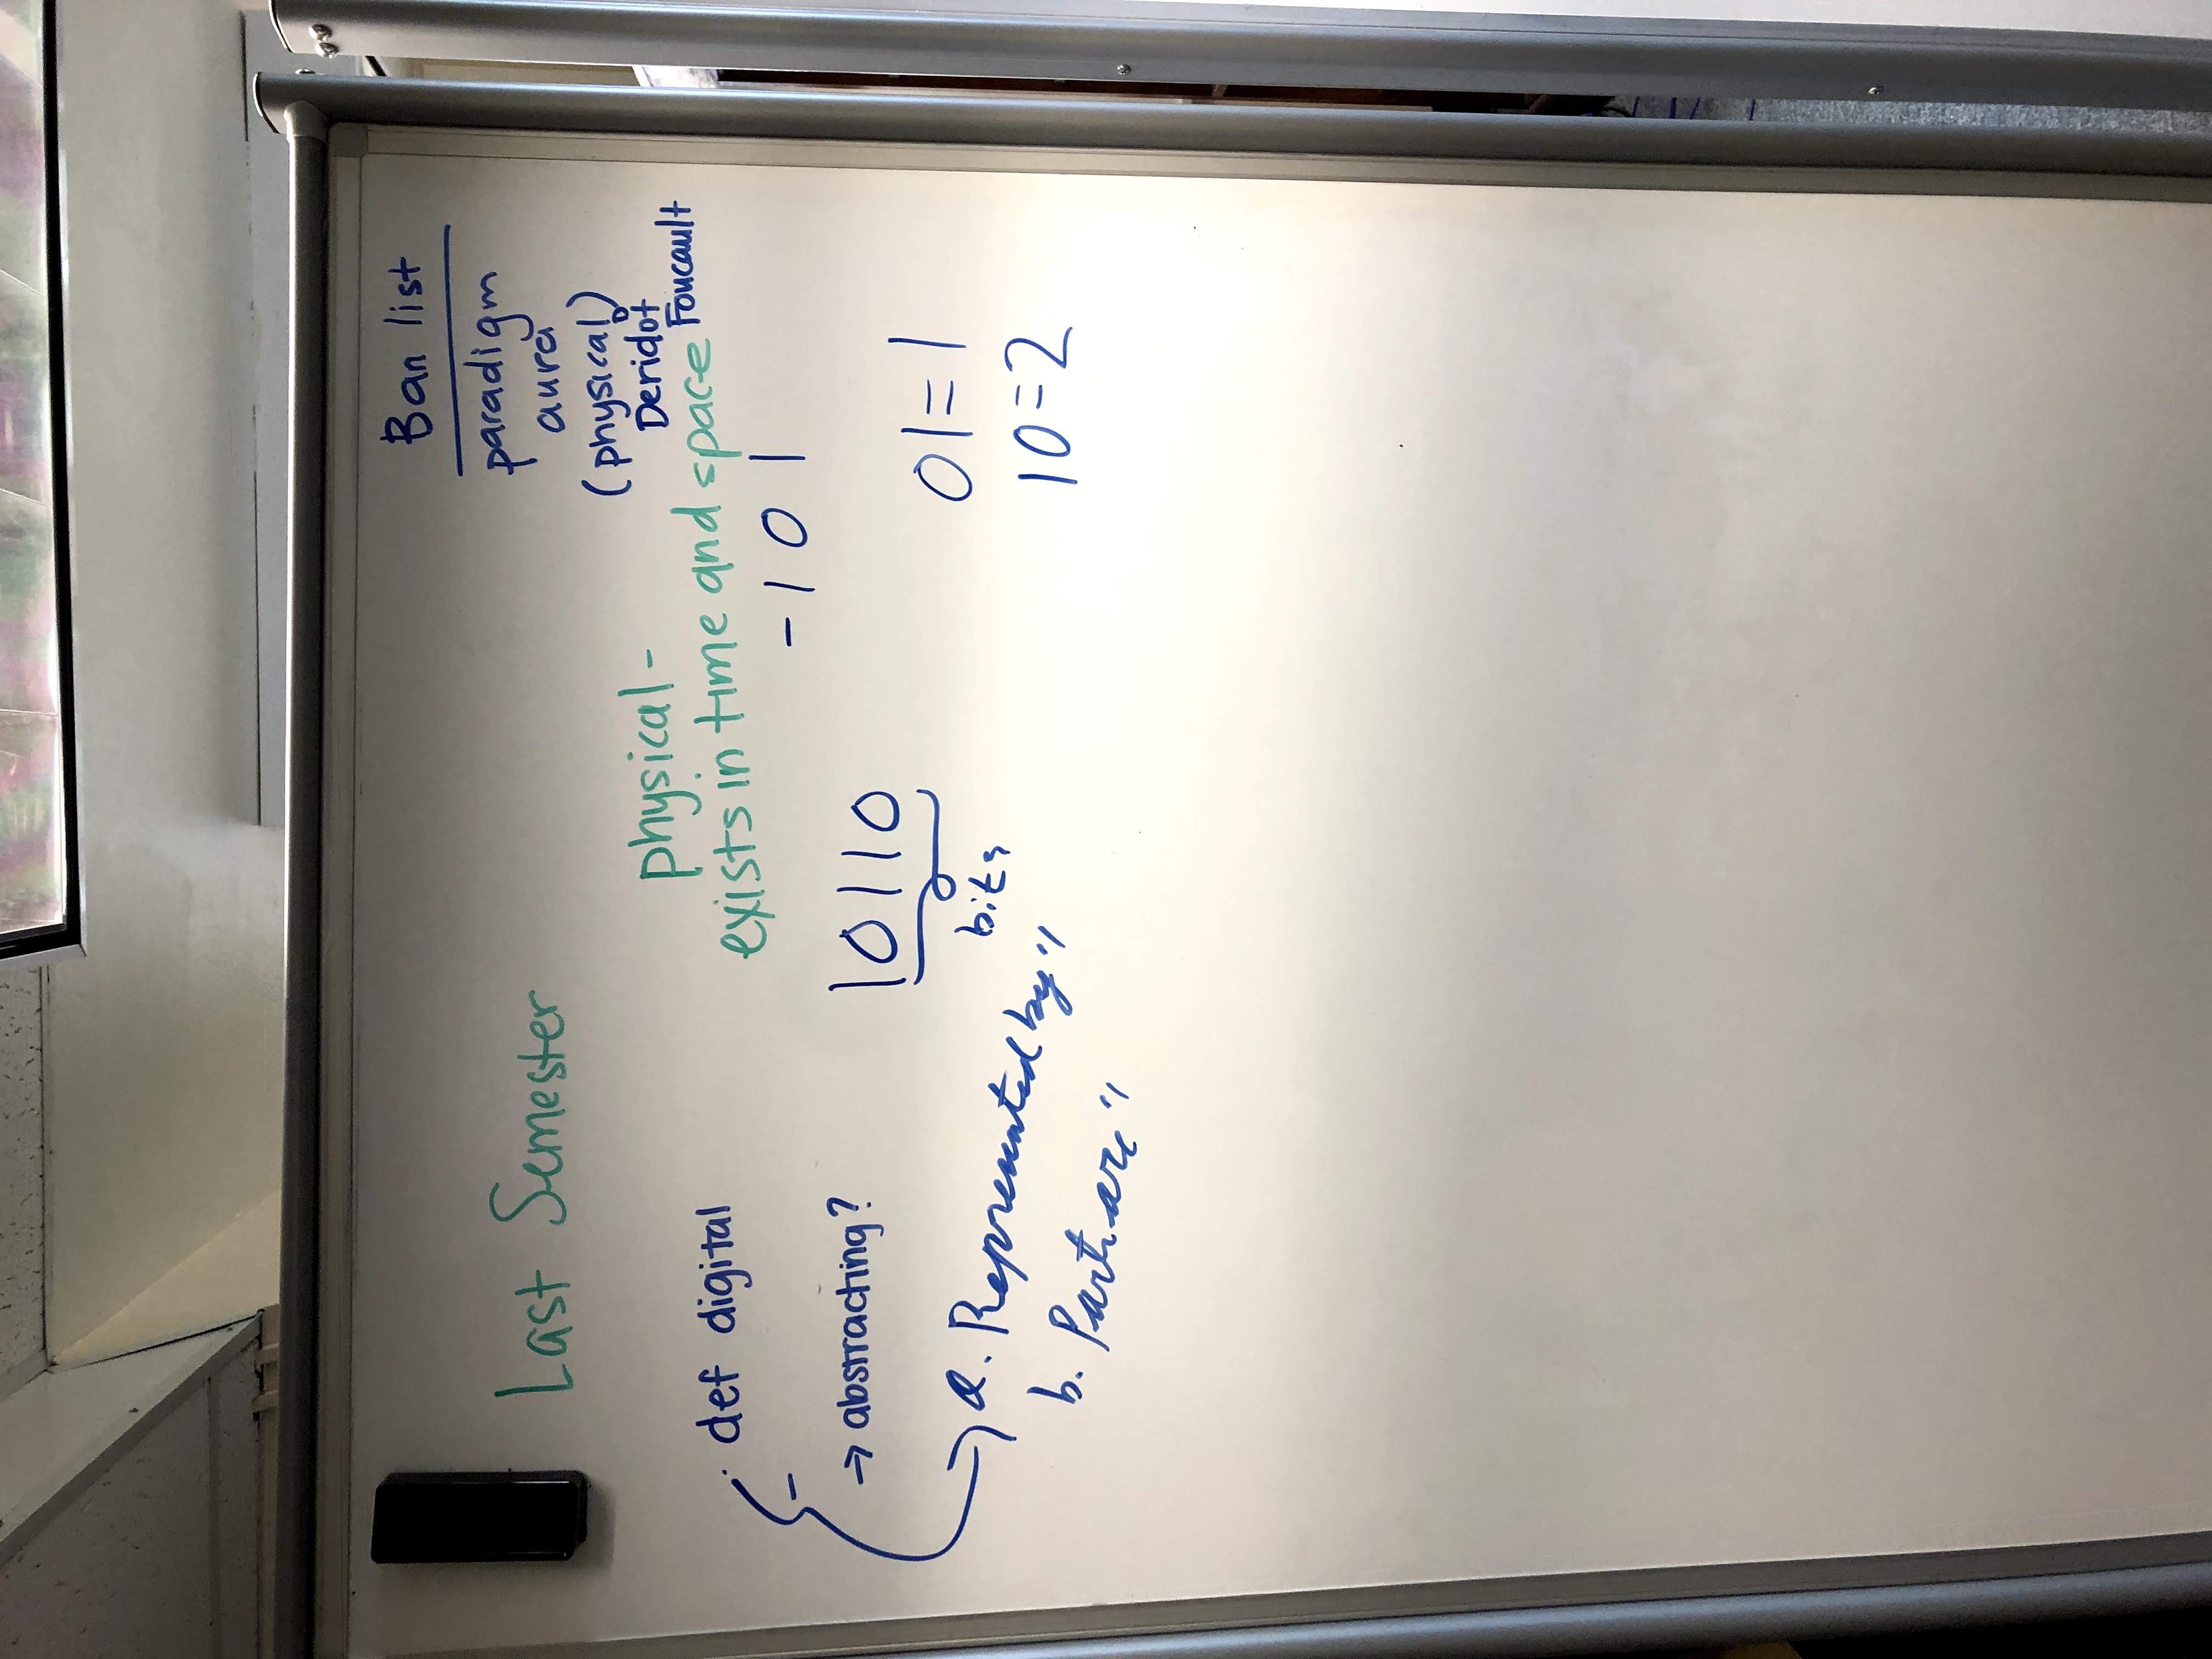 Last Semester
Ban list
paradigm
aura
(physical)
Deridot
Foucault
physical -
exists in time and space
· def digital
-
→ abstracting?
a. Represented by "
b. Part are "
10110
bits
-1 0 1
01=1
10=2